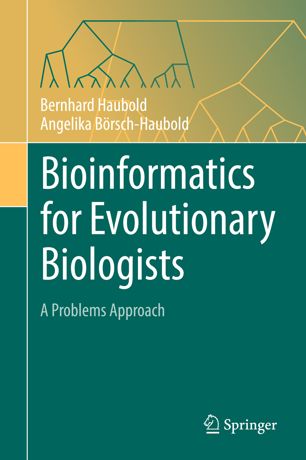 Bernhard Haubold
Angelika Börsch-Haubold
Bioinformatics
for Evolutionary
Biologists
A Problems Approach
Springer